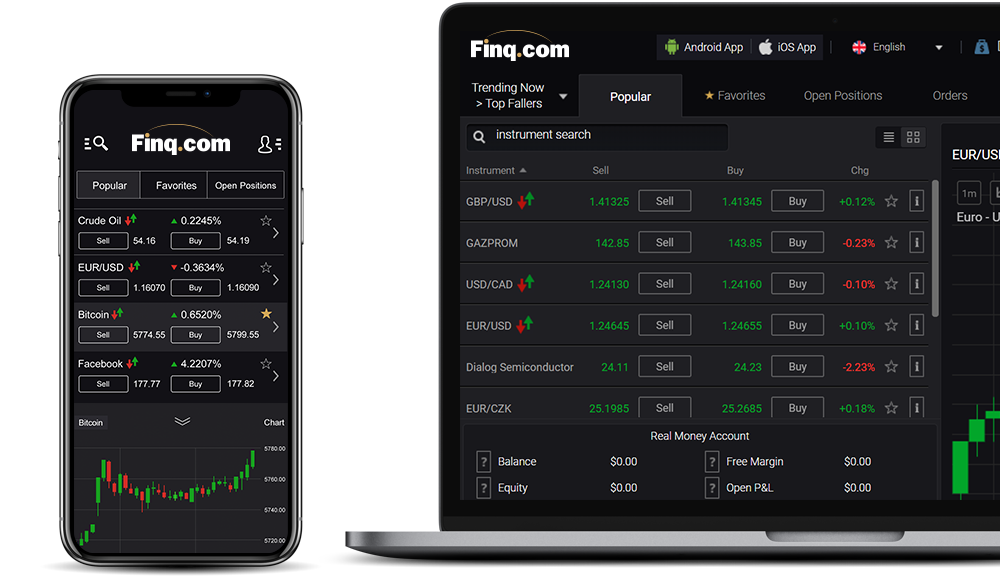 Finq.com
Popular Favorites Open Positions
Crude Oil 0.2245%
Sell 54.16 Buy 54.19
EUR/USD -0.3634%
Sell 1.16070 Buy 1.16090
Bitcoin 0.6520%
Sell 5774.55 Buy 5799.55
Facebook 4.2207%
Sell 177.77 Buy 177.82
Bitcoin Chart
5780.00
5760.00
5740.00
5720.00
Finq.com Android App iOS App English
Trending Now
> Top Fallers
Popular Favorites Open Positions Orders
instrument search
Instrument Sell Buy Chg
GBP/USD 1.41325 Sell 1.41345 Buy +0.12% i
GAZPROM 142.85 Sell 143.85 Buy -0.23% i
USD/CAD 1.24130 Sell 1.24160 Buy -0.10% i
EUR/USD 1.24645 Sell 1.24655 Buy +0.10% i
Dialog Semiconductor 24.11 Sell 24.23 Buy -2.23% i
EUR/CZK 25.1985 Sell 25.2685 Buy +0.18% i
Real Money Account
? Balance $0.00 ? Free Margin $0.00
? Equity $0.00 ? Open P&L $0.00
EUR/USI
1m
Euro - U